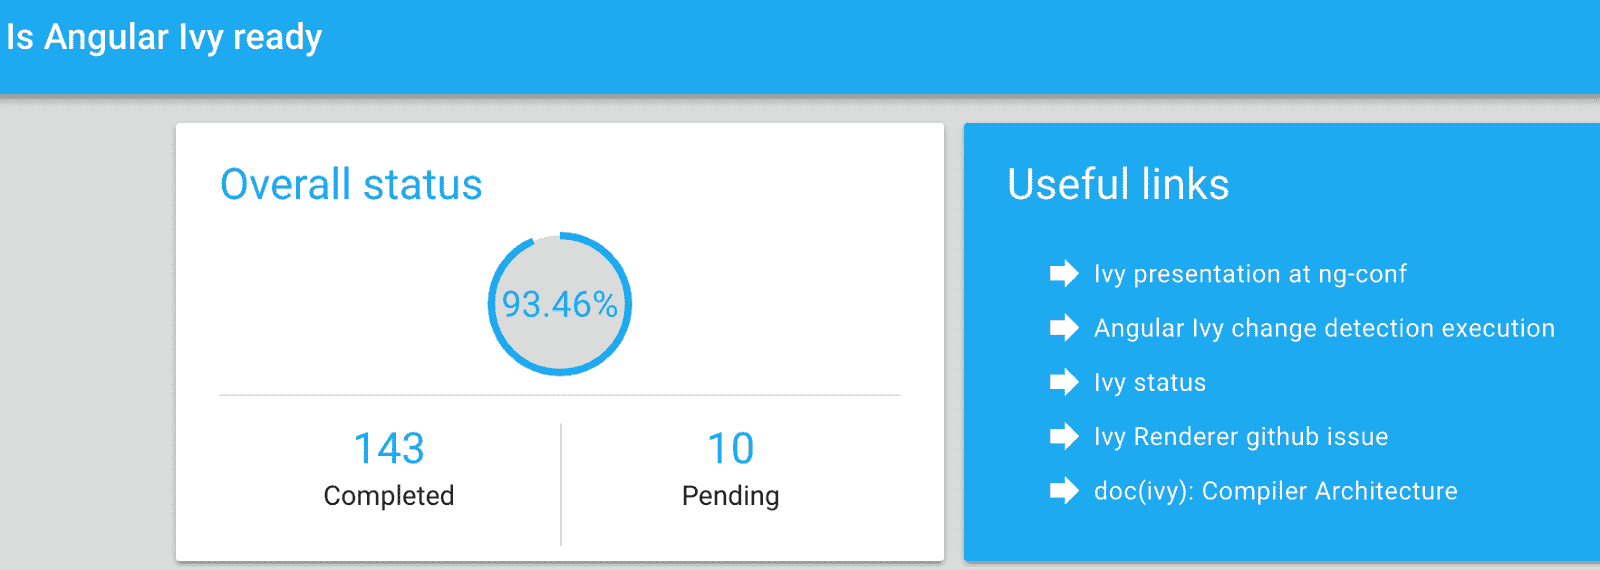 Is Angular Ivy ready
Overall status
93.46%
143
Completed
10
Pending
Useful links
Ivy presentation at ng-conf
Angular Ivy change detection execution
Ivy status
Ivy Renderer github issue
doc(ivy): Compiler Architecture